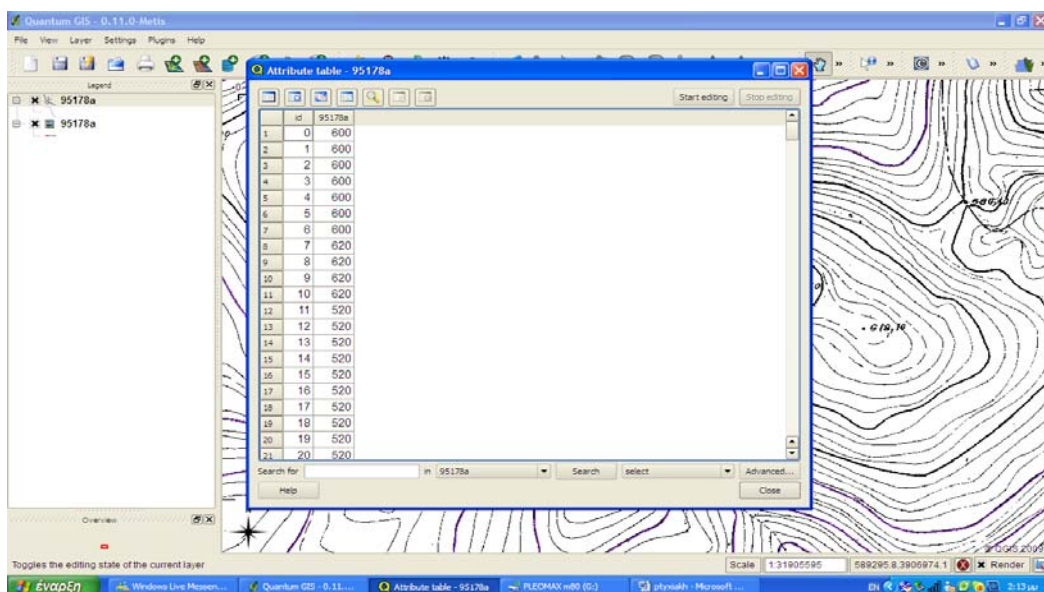 Quantum GIS - 0.11.0-Metis
File View Layer Settings Plugins Help
Legend
95178a
95178a
Attribute table - 95178a
Start editing Stop editing
id 95178a
1 0 600
2 1 600
3 2 600
4 3 600
5 4 600
6 5 600
7 6 600
8 7 620
9 8 620
10 9 620
11 10 620
12 11 520
13 12 520
14 13 520
15 14 520
16 15 520
17 16 520
18 17 520
19 18 520
20 19 520
21 20 520
Search for in 95178a Search select Advanced...
Help Close
Overview
© QGIS 2009
Toggles the editing state of the current layer
Scale 1:31905595 589295.8,3906974.1 Render
έναρξη Windows Live Messen... Quantum GIS - 0.11.... Attribute table - 95178a PLEOMAX m80 (G:) ptyxiakh - Microsoft ... EN 2:13 μμ